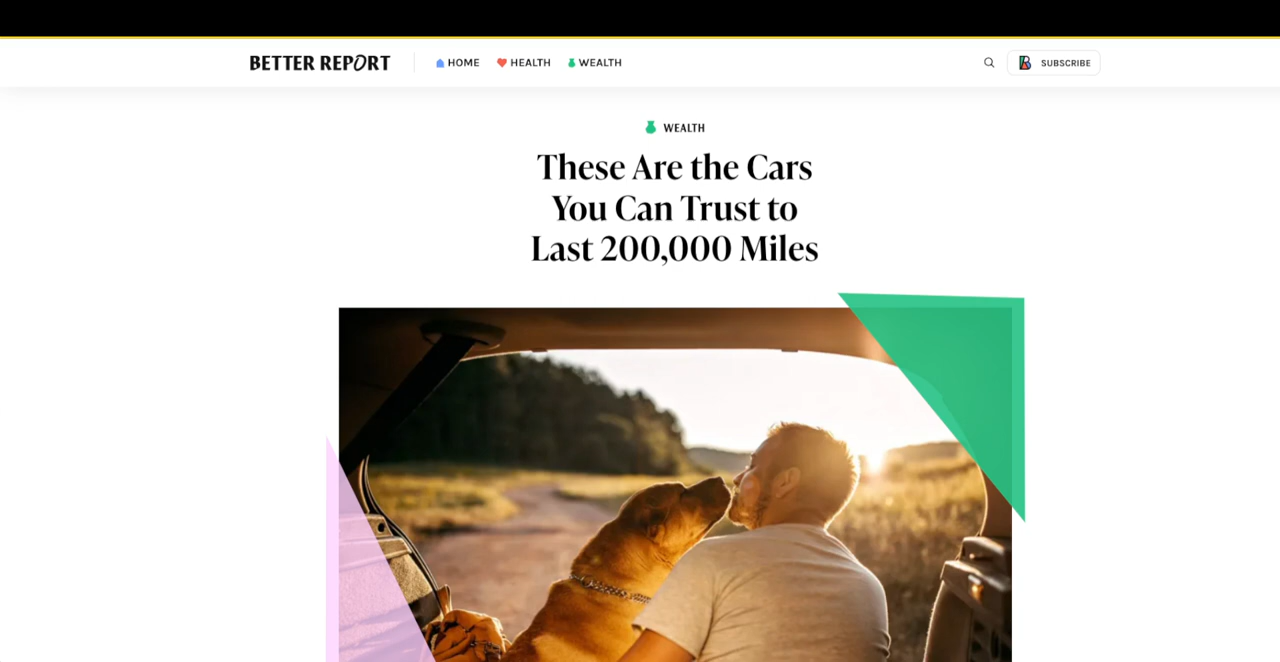 BETTER REPORT
HOME
HEALTH
WEALTH
SUBSCRIBE
WEALTH
These Are the Cars
You Can Trust to
Last 200,000 Miles